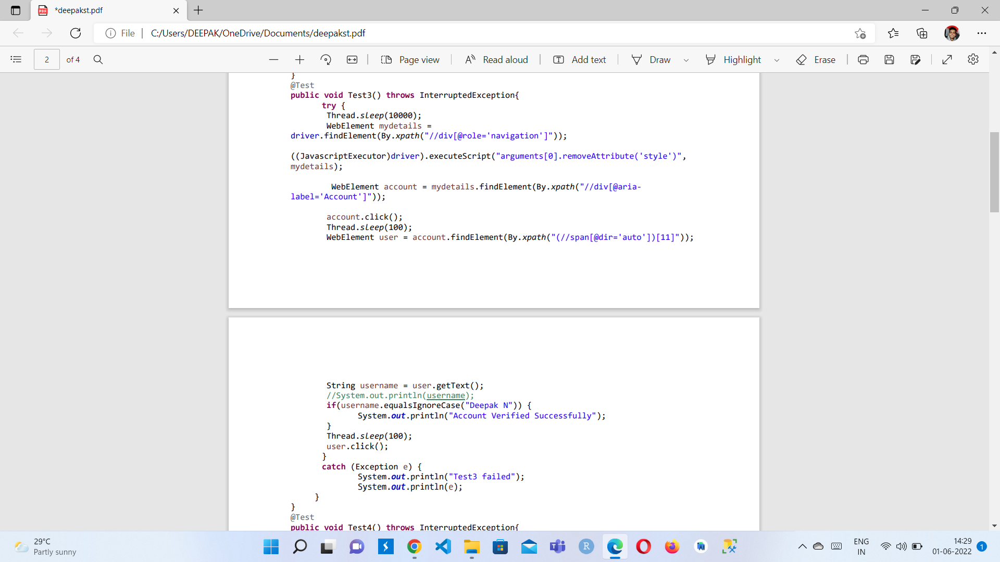 *deepakst.pdf
File
C:/Users/DEEPAK/OneDrive/Documents/deepakst.pdf
2 of 4
Page view
Read aloud
Add text
Draw
Highlight
Erase
}
@Test
public void Test3() throws InterruptedException{
try {
Thread.sleep(10000);
WebElement mydetails =
driver.findElement(By.xpath("//div[@role='navigation']"));
((JavascriptExecutor)driver).executeScript("arguments[0].removeAttribute('style')",
mydetails);
WebElement account = mydetails.findElement(By.xpath("//div[@aria-
label='Account']"));
account.click();
Thread.sleep(100);
WebElement user = account.findElement(By.xpath("(//span[@dir='auto'])[11]"));
String username = user.getText();
//System.out.println(username);
if(username.equalsIgnoreCase("Deepak N")) {
System.out.println("Account Verified Successfully");
}
Thread.sleep(100);
user.click();
}
catch (Exception e) {
System.out.println("Test3 failed");
System.out.println(e);
}
}
@Test
public void Test4() throws InterruptedException{
29°C
Partly sunny
ENG
IN
14:29
01-06-2022
1